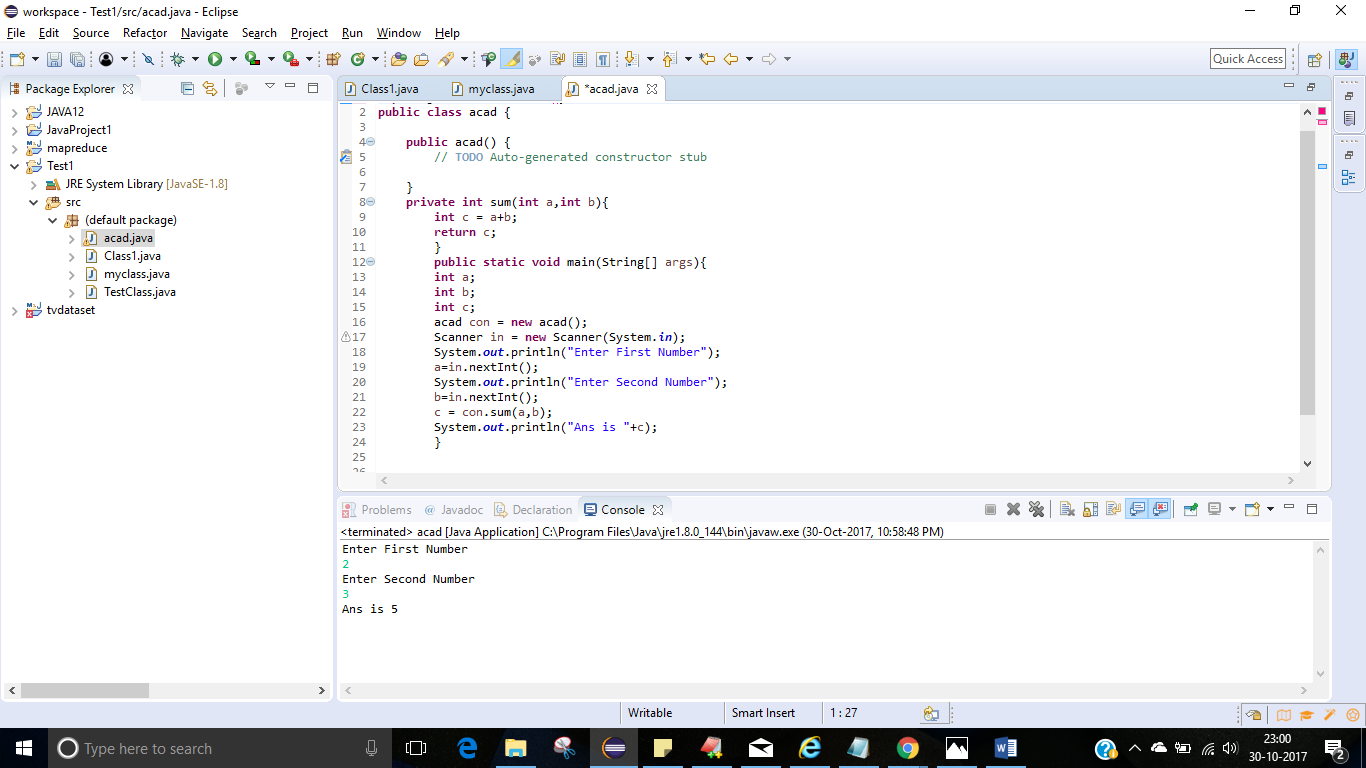 workspace - Test1/src/acad.java - Eclipse
File Edit Source Refactor Navigate Search Project Run Window Help
Quick Access
Package Explorer
JAVA12
JavaProject1
mapreduce
Test1
JRE System Library [JavaSE-1.8]
src
(default package)
acad.java
Class1.java
myclass.java
TestClass.java
tvdataset
Class1.java myclass.java *acad.java
2 public class acad {
3
4 public acad() {
5 // TODO Auto-generated constructor stub
6
7 }
8 private int sum(int a,int b){
9 int c = a+b;
10 return c;
11 }
12 public static void main(String[] args){
13 int a;
14 int b;
15 int c;
16 acad con = new acad();
17 Scanner in = new Scanner(System.in);
18 System.out.println("Enter First Number");
19 a=in.nextInt();
20 System.out.println("Enter Second Number");
21 b=in.nextInt();
22 c = con.sum(a,b);
23 System.out.println("Ans is "+c);
24 }
25
26
Problems @ Javadoc Declaration Console
<terminated> acad [Java Application] C:\Program Files\Java\jre1.8.0_144\bin\javaw.exe (30-Oct-2017, 10:58:48 PM)
Enter First Number
2
Enter Second Number
3
Ans is 5
Writable Smart Insert 1 : 27
Type here to search
23:00
30-10-2017
2